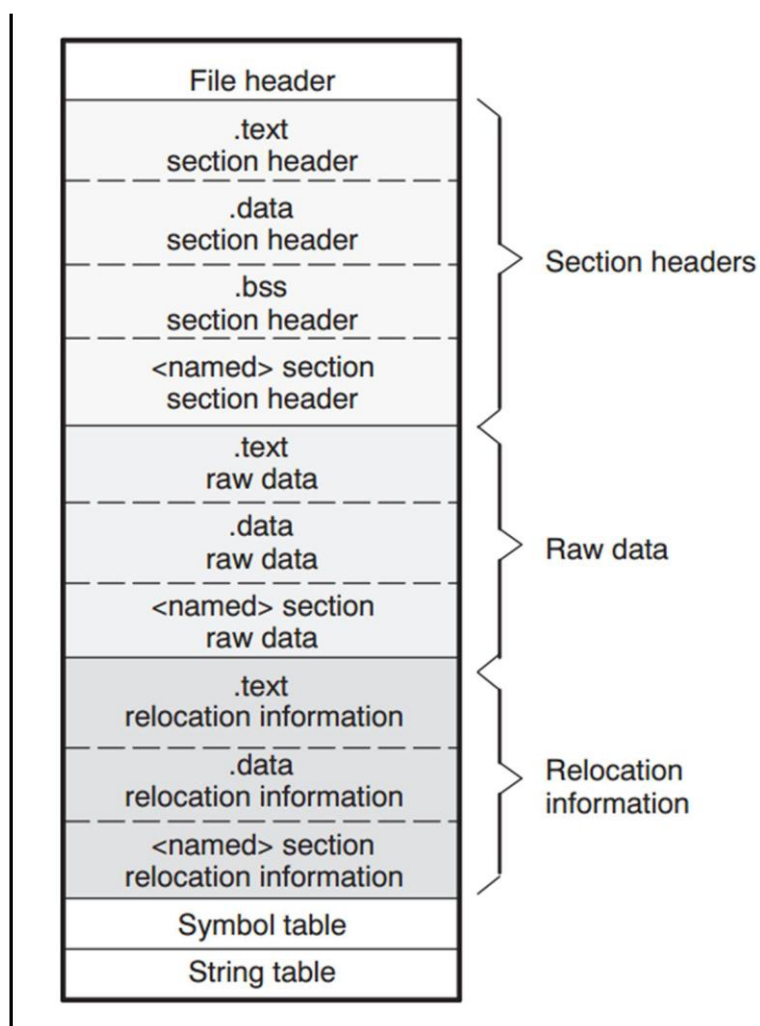 File header
.text
section header
.data
section header
.bss
section header
<named> section
section header
Section headers
.text
raw data
.data
raw data
<named> section
raw data
Raw data
.text
relocation information
.data
relocation information
<named> section
relocation information
Relocation
information
Symbol table
String table